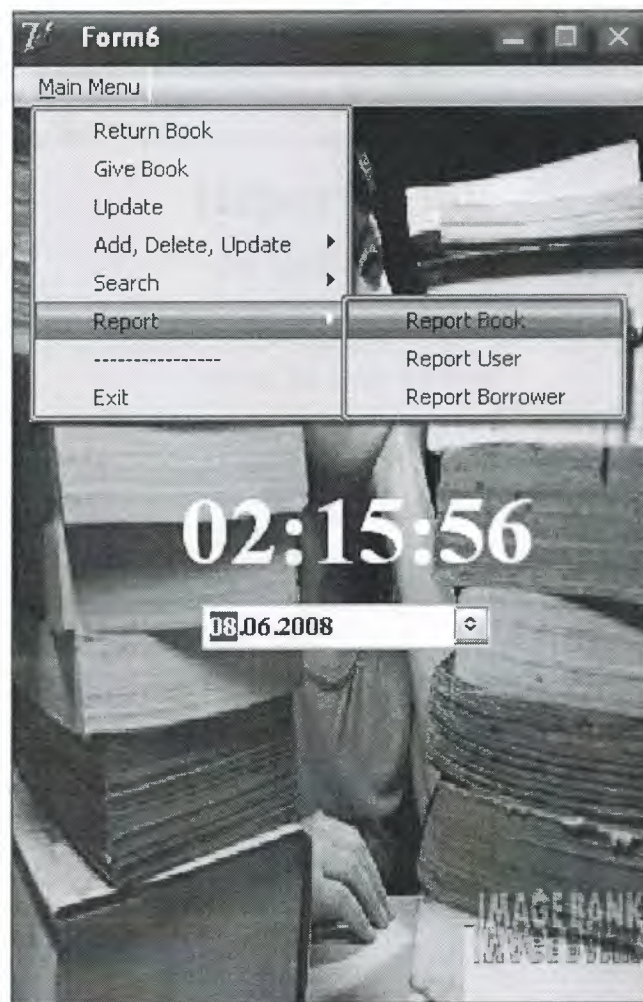 Form6
Main Menu
Return Book
Give Book
Update
Add, Delete, Update
Search
Report
Report Book
Report User
Report Borrower
----------------
Exit
02:15:56
08.06.2008
IMAGE BANK